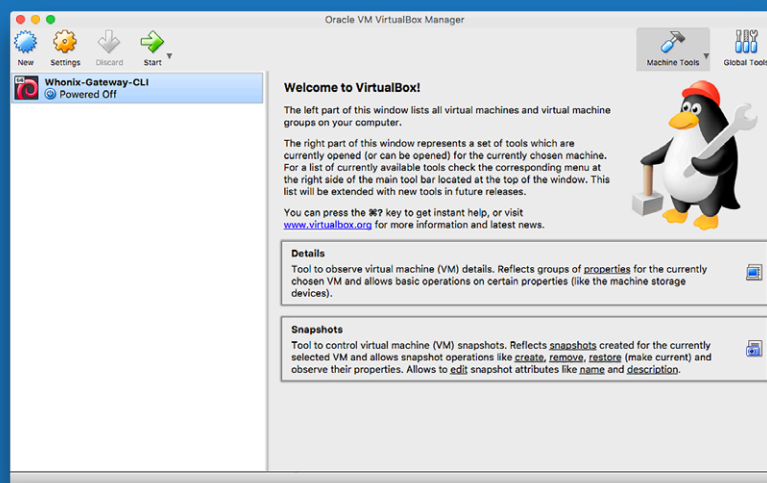 Oracle VM VirtualBox Manager
New Settings Discard Start Machine Tools Global Tools
64
Whonix-Gateway-CLI
Powered Off
Welcome to VirtualBox!
The left part of this window lists all virtual machines and virtual machine
groups on your computer.
The right part of this window represents a set of tools which are
currently opened (or can be opened) for the currently chosen machine.
For a list of currently available tools check the corresponding menu at
the right side of the main tool bar located at the top of the window. This
list will be extended with new tools in future releases.
You can press the ⌘? key to get instant help, or visit
www.virtualbox.org for more information and latest news.
Details
Tool to observe virtual machine (VM) details. Reflects groups of properties for the currently
chosen VM and allows basic operations on certain properties (like the machine storage
devices).
Snapshots
Tool to control virtual machine (VM) snapshots. Reflects snapshots created for the currently
selected VM and allows snapshot operations like create, remove, restore (make current) and
observe their properties. Allows to edit snapshot attributes like name and description.